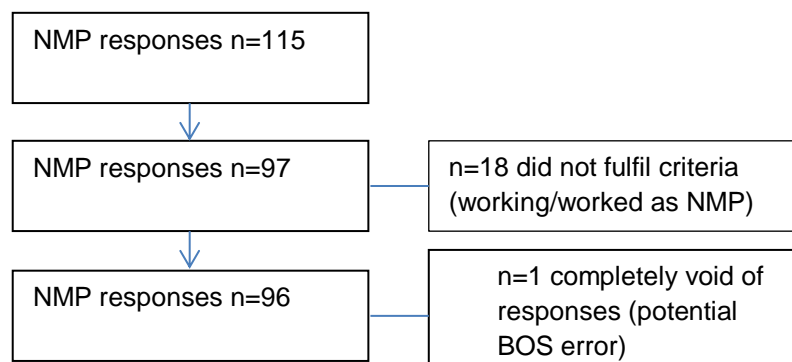 NMP responses n=115
NMP responses n=97
n=18 did not fulfil criteria
(working/worked as NMP)
NMP responses n=96
n=1 completely void of
responses (potential
BOS error)